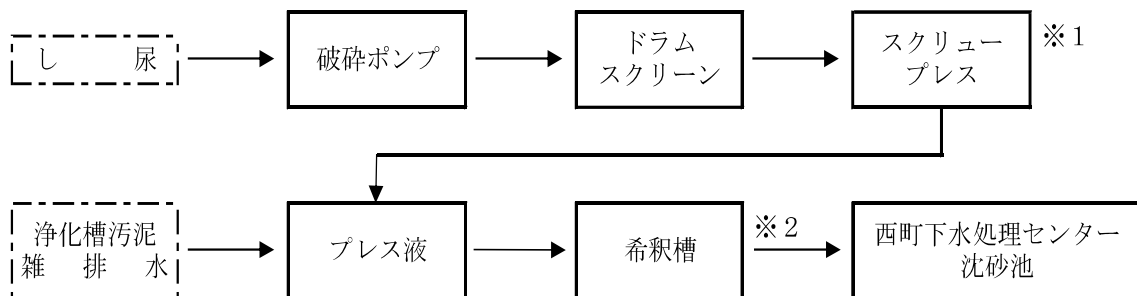 し　尿
破砕ポンプ
ドラム
スクリーン
スクリュー
プレス
※1
浄化槽汚泥
雑　排　水
プレス液
希釈槽
※2
西町下水処理センター
沈砂池